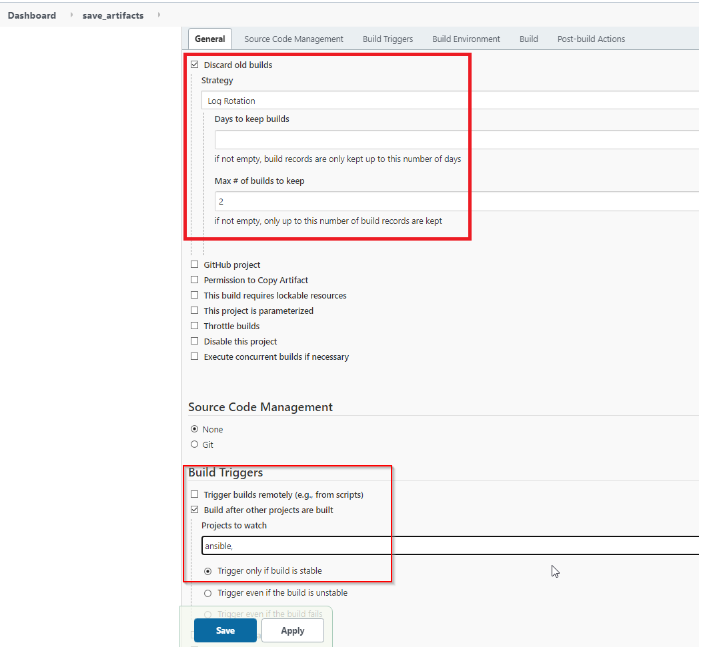 Dashboard
save_artifacts
General
Source Code Management
Build Triggers
Build Environment
Build
Post-build Actions
Discard old builds
Strategy
Log Rotation
Days to keep builds
if not empty, build records are only kept up to this number of days
Max # of builds to keep
2
if not empty, only up to this number of build records are kept
GitHub project
Permission to Copy Artifact
This build requires lockable resources
This project is parameterized
Throttle builds
Disable this project
Execute concurrent builds if necessary
Source Code Management
None
Git
Build Triggers
Trigger builds remotely (e.g., from scripts)
Build after other projects are built
Projects to watch
ansible,
Trigger only if build is stable
Trigger even if the build is unstable
Trigger even if the build fails
Save
Apply